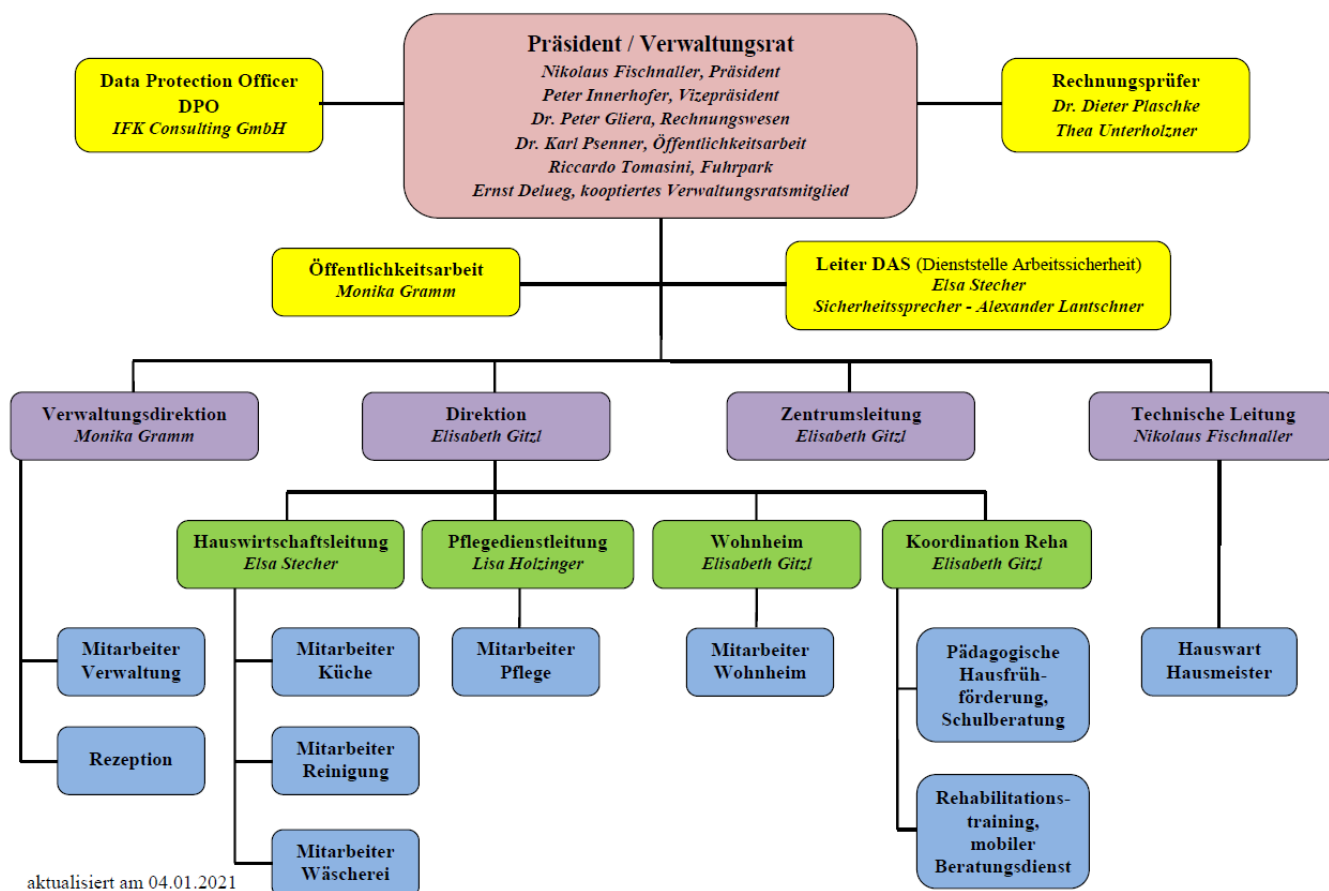 Präsident / Verwaltungsrat
Nikolaus Fischnaller, Präsident
Peter Innerhofer, Vizepräsident
Dr. Peter Gliera, Rechnungswesen
Dr. Karl Psenner, Öffentlichkeitsarbeit
Riccardo Tomasini, Fuhrpark
Ernst Delueg, kooptiertes Verwaltungsratsmitglied
Data Protection Officer
DPO
IFK Consulting GmbH
Rechnungsprüfer
Dr. Dieter Plaschke
Thea Unterholzner
Öffentlichkeitsarbeit
Monika Gramm
Leiter DAS (Dienststelle Arbeitssicherheit)
Elsa Stecher
Sicherheitssprecher - Alexander Lantschner
Verwaltungsdirektion
Monika Gramm
Direktion
Elisabeth Gitzl
Zentrumsleitung
Elisabeth Gitzl
Technische Leitung
Nikolaus Fischnaller
Hauswirtschaftsleitung
Elsa Stecher
Pflegedienstleitung
Lisa Holzinger
Wohnheim
Elisabeth Gitzl
Koordination Reha
Elisabeth Gitzl
Mitarbeiter
Verwaltung
Mitarbeiter
Küche
Mitarbeiter
Pflege
Mitarbeiter
Wohnheim
Pädagogische
Hausfrüh-
förderung,
Schulberatung
Hauswart
Hausmeister
Rezeption
Mitarbeiter
Reinigung
Rehabilitations-
training,
mobiler
Beratungsdienst
Mitarbeiter
Wäscherei
aktualisiert am 04.01.2021